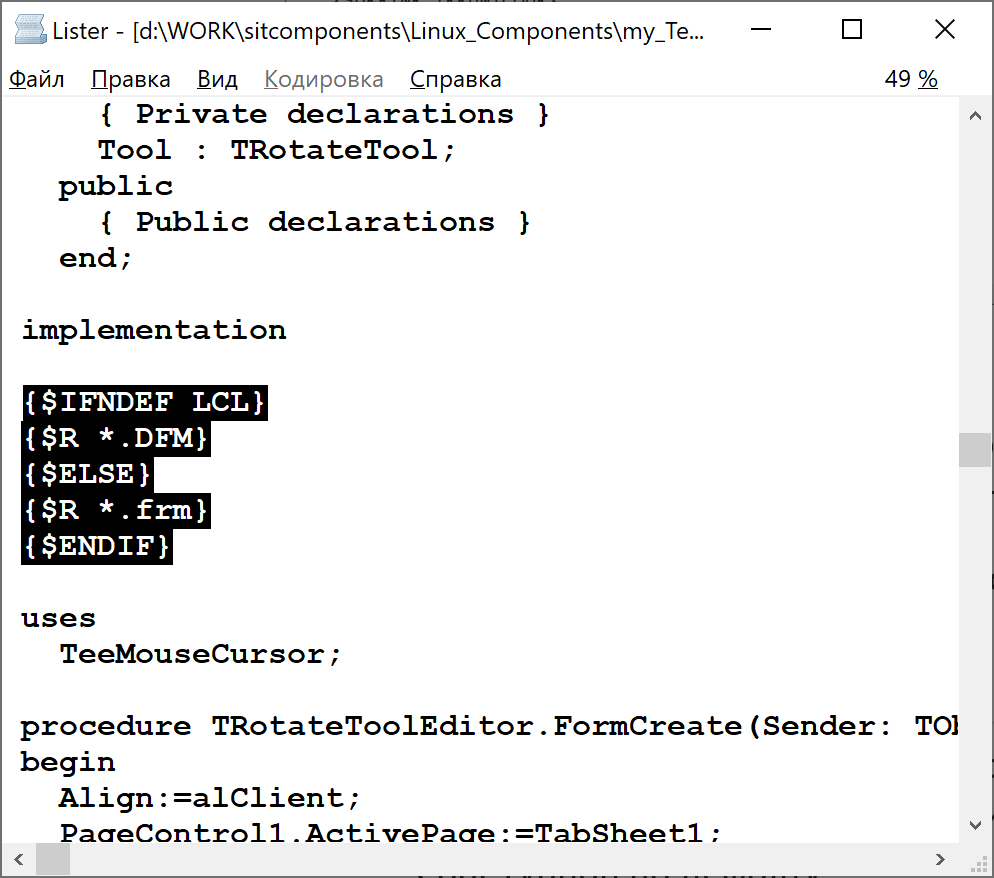 Lister - [d:\WORK\sitcomponents\Linux_Components\my_Te...
Файл Правка Вид Кодировка Справка 49 %
{ Private declarations }
Tool : TRotateTool;
public
{ Public declarations }
end;
implementation
{$IFNDEF LCL}
{$R *.DFM}
{$ELSE}
{$R *.frm}
{$ENDIF}
uses
TeeMouseCursor;
procedure TRotateToolEditor.FormCreate(Sender: TOb
begin
Align:=alClient;
PageControl1.ActivePage:=TabSheet1;